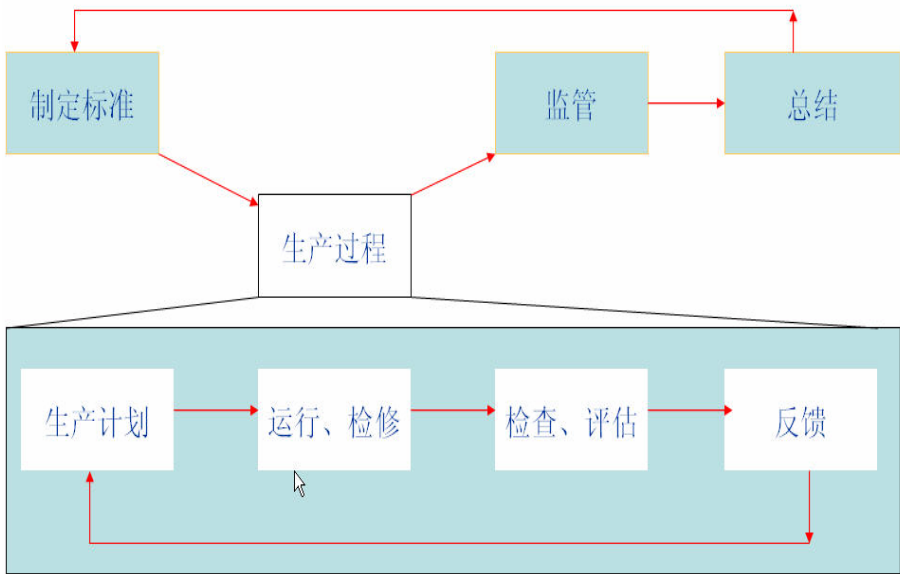 制定标准
监管
总结
生产过程
生产计划
运行、检修
检查、评估
反馈